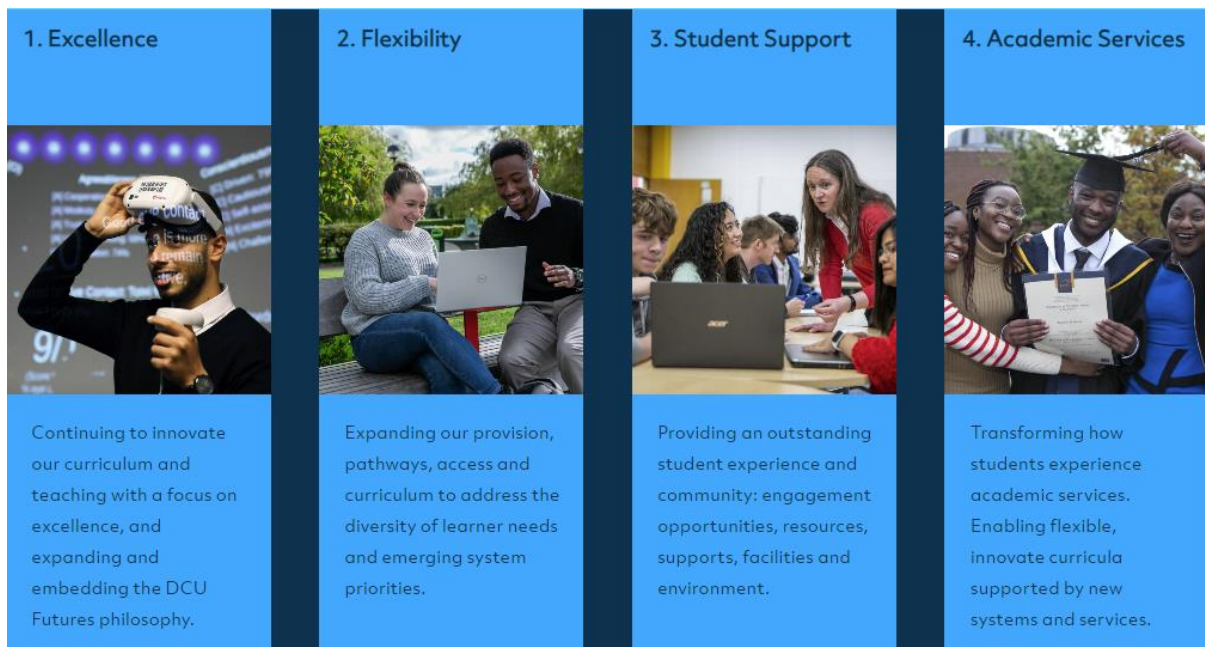 1. Excellence
Continuing to innovate
our curriculum and
teaching with a focus on
excellence, and
expanding and
embedding the DCU
Futures philosophy.
2. Flexibility
DELL
Expanding our provision,
pathways, access and
curriculum to address the
diversity of learner needs
and emerging system
priorities.
3. Student Support
acer
Providing an outstanding
student experience and
community: engagement
opportunities, resources,
supports, facilities and
environment.
4. Academic Services
Transforming how
students experience
academic services.
Enabling flexible,
innovate curricula
supported by new
systems and services.